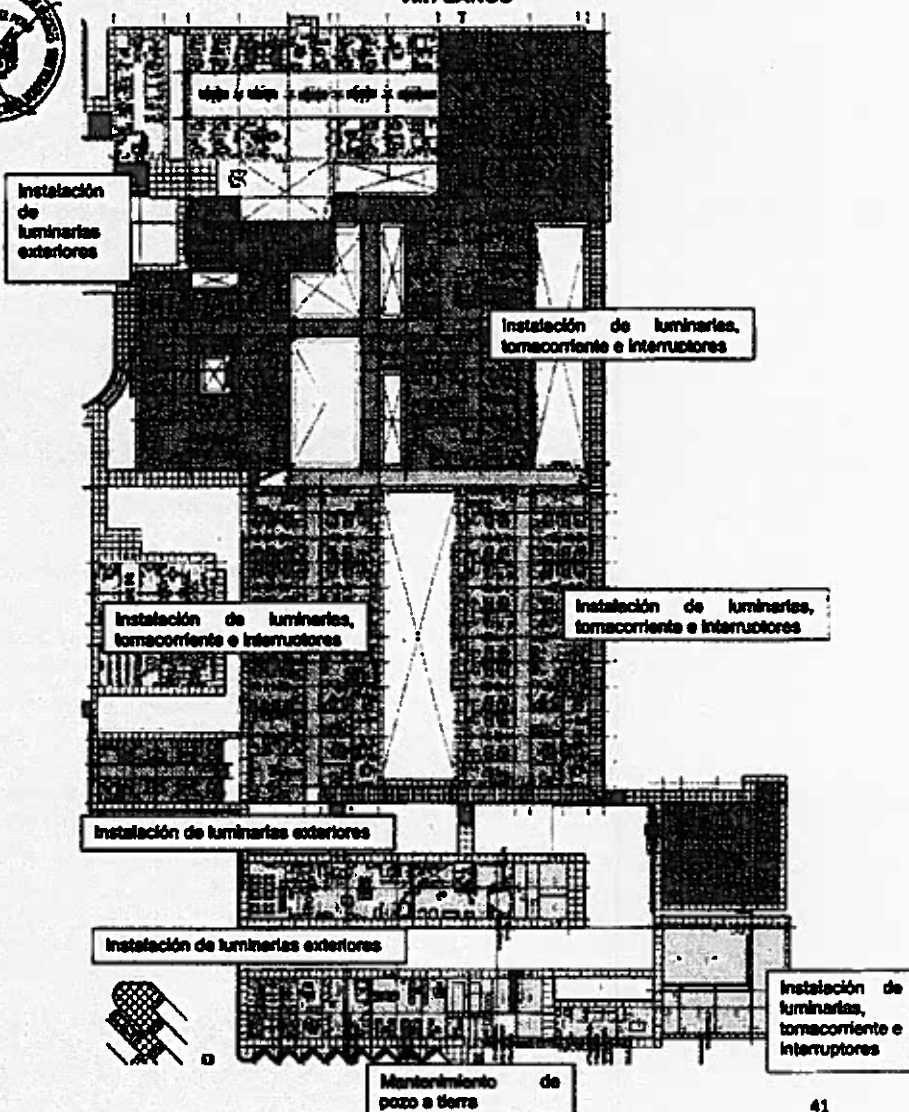 Instalación
de
luminarias
exteriores
Instalación de luminarias,
tomacorriente e interruptores
Instalación de luminarias,
tomacorriente e interruptores
Instalación de luminarias,
tomacorriente e interruptores
Instalación de luminarias exteriores
Instalación de luminarias exteriores
Instalación de
luminarias,
tomacorriente e
interruptores
Mantenimiento de
pozo a tierra
41